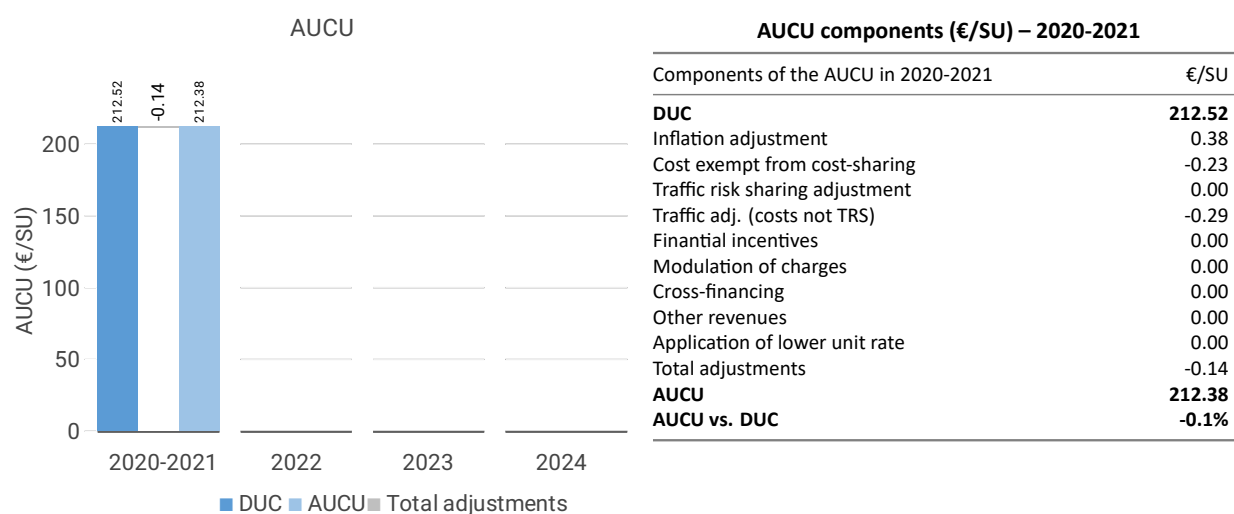 AUCU
212.52
-0.14
212.38
200
150
100
50
0
AUCU (€/SU)
2020-2021
2022
2023
2024
DUC
AUCU
Total adjustments
AUCU components (€/SU) – 2020-2021
Components of the AUCU in 2020-2021 €/SU
DUC 212.52
Inflation adjustment 0.38
Cost exempt from cost-sharing -0.23
Traffic risk sharing adjustment 0.00
Traffic adj. (costs not TRS) -0.29
Finantial incentives 0.00
Modulation of charges 0.00
Cross-financing 0.00
Other revenues 0.00
Application of lower unit rate 0.00
Total adjustments -0.14
AUCU 212.38
AUCU vs. DUC -0.1%